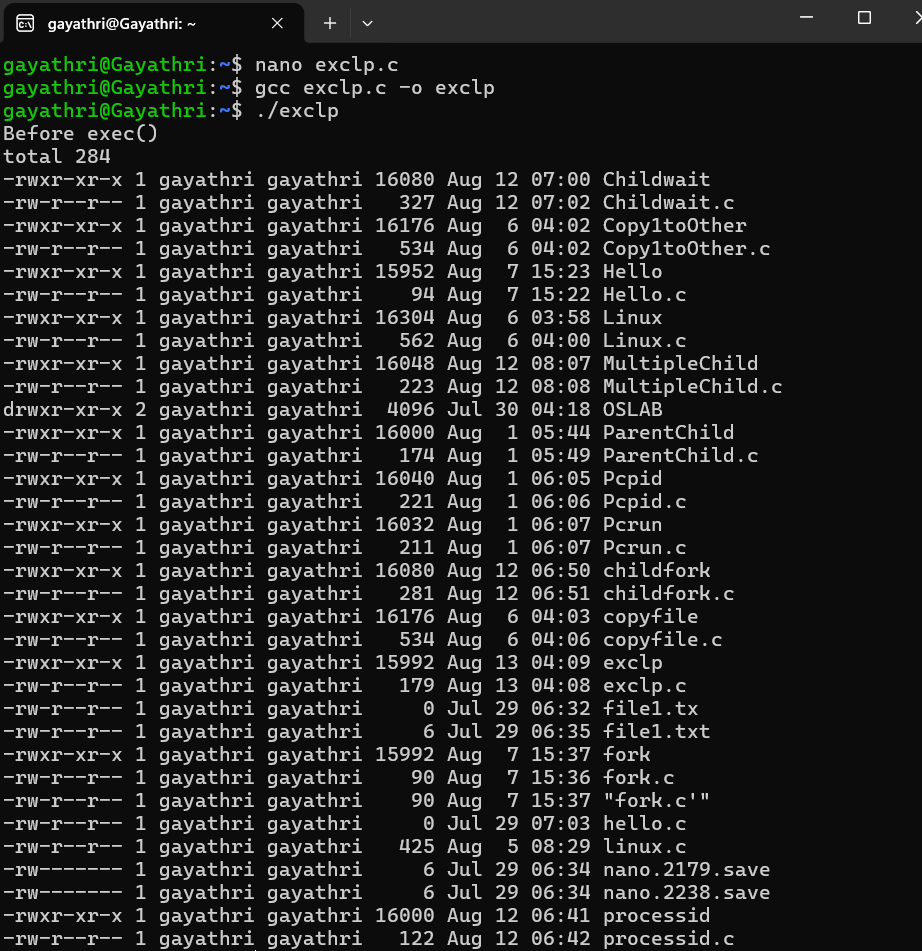 gayathri@Gayathri: ~
gayathri@Gayathri:~$ nano exclp.c
gayathri@Gayathri:~$ gcc exclp.c -o exclp
gayathri@Gayathri:~$ ./exclp
Before exec()
total 284
-rwxr-xr-x 1 gayathri gayathri 16080 Aug 12 07:00 Childwait
-rw-r--r-- 1 gayathri gayathri   327 Aug 12 07:02 Childwait.c
-rwxr-xr-x 1 gayathri gayathri 16176 Aug  6 04:02 Copy1toOther
-rw-r--r-- 1 gayathri gayathri   534 Aug  6 04:02 Copy1toOther.c
-rwxr-xr-x 1 gayathri gayathri 15952 Aug  7 15:23 Hello
-rw-r--r-- 1 gayathri gayathri    94 Aug  7 15:22 Hello.c
-rwxr-xr-x 1 gayathri gayathri 16304 Aug  6 03:58 Linux
-rw-r--r-- 1 gayathri gayathri   562 Aug  6 04:00 Linux.c
-rwxr-xr-x 1 gayathri gayathri 16048 Aug 12 08:07 MultipleChild
-rw-r--r-- 1 gayathri gayathri   223 Aug 12 08:08 MultipleChild.c
drwxr-xr-x 2 gayathri gayathri  4096 Jul 30 04:18 OSLAB
-rwxr-xr-x 1 gayathri gayathri 16000 Aug  1 05:44 ParentChild
-rw-r--r-- 1 gayathri gayathri   174 Aug  1 05:49 ParentChild.c
-rwxr-xr-x 1 gayathri gayathri 16040 Aug  1 06:05 Pcpid
-rw-r--r-- 1 gayathri gayathri   221 Aug  1 06:06 Pcpid.c
-rwxr-xr-x 1 gayathri gayathri 16032 Aug  1 06:07 Pcrun
-rw-r--r-- 1 gayathri gayathri   211 Aug  1 06:07 Pcrun.c
-rwxr-xr-x 1 gayathri gayathri 16080 Aug 12 06:50 childfork
-rw-r--r-- 1 gayathri gayathri   281 Aug 12 06:51 childfork.c
-rwxr-xr-x 1 gayathri gayathri 16176 Aug  6 04:03 copyfile
-rw-r--r-- 1 gayathri gayathri   534 Aug  6 04:06 copyfile.c
-rwxr-xr-x 1 gayathri gayathri 15992 Aug 13 04:09 exclp
-rw-r--r-- 1 gayathri gayathri   179 Aug 13 04:08 exclp.c
-rw-r--r-- 1 gayathri gayathri     0 Jul 29 06:32 file1.tx
-rw-r--r-- 1 gayathri gayathri     6 Jul 29 06:35 file1.txt
-rwxr-xr-x 1 gayathri gayathri 15992 Aug  7 15:37 fork
-rw-r--r-- 1 gayathri gayathri    90 Aug  7 15:36 fork.c
-rw-r--r-- 1 gayathri gayathri    90 Aug  7 15:37 "fork.c'"
-rw-r--r-- 1 gayathri gayathri     0 Jul 29 07:03 hello.c
-rw-r--r-- 1 gayathri gayathri   425 Aug  5 08:29 linux.c
-rw------- 1 gayathri gayathri     6 Jul 29 06:34 nano.2179.save
-rw------- 1 gayathri gayathri     6 Jul 29 06:34 nano.2238.save
-rwxr-xr-x 1 gayathri gayathri 16000 Aug 12 06:41 processid
-rw-r--r-- 1 gayathri gayathri   122 Aug 12 06:42 processid.c